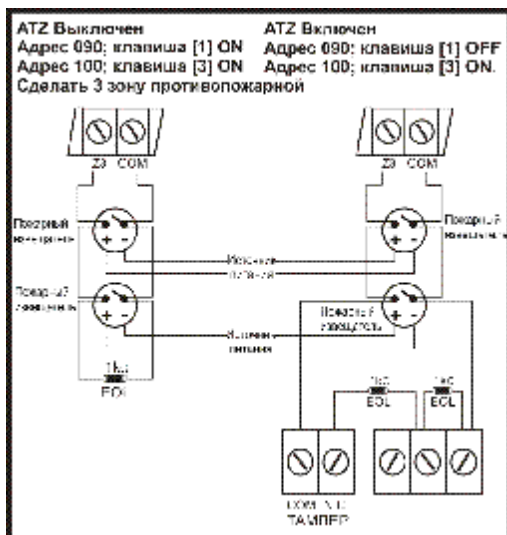 ATZ Выключен
Адрес 090; клавиша [1] ON
Адрес 100; клавиша [3] ON
Сделать 3 зону противопожарной
ATZ Включен
Адрес 090; клавиша [1] OFF
Адрес 100; клавиша [3] ON.
Z3 COM
Z3 COM
Пожарный
извещатель
Пожарный
извещатель
Источник
питания
Пожарный
извещатель
Пожарный
извещатель
Источник
питания
EOL
EOL
EOL
COM N.C.
ТАМПЕР